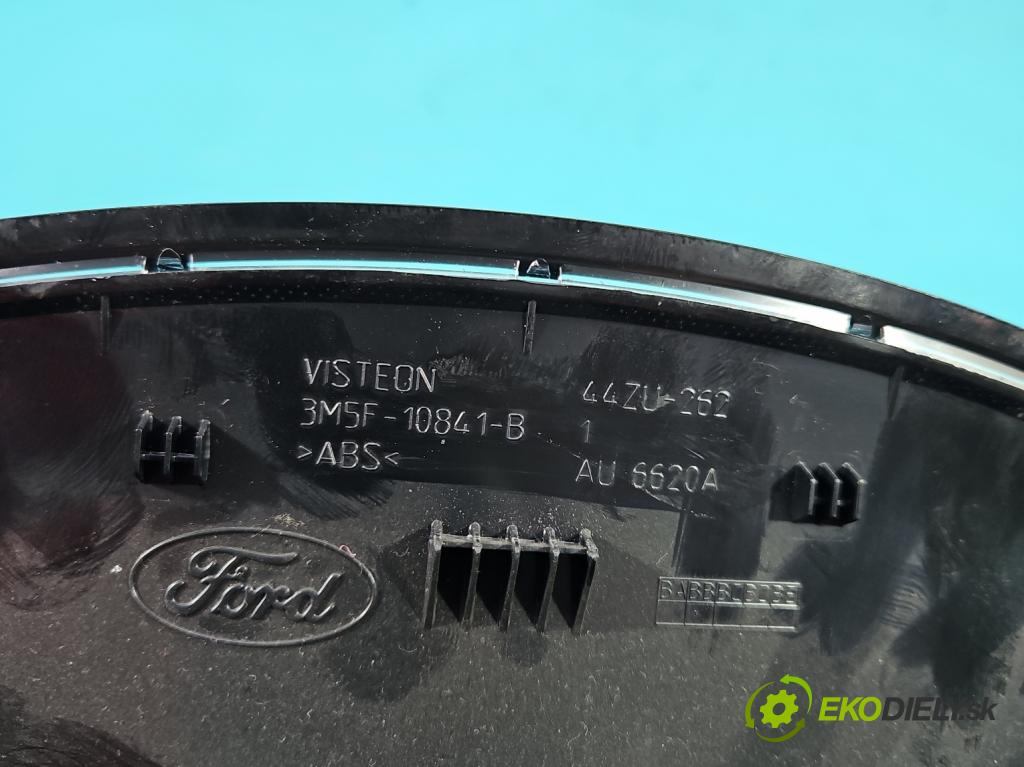 VISTEON
3M5F-10841-B
>ABS<
44ZU-262
1
AU 6620A
Ford
EKODIELY.sk